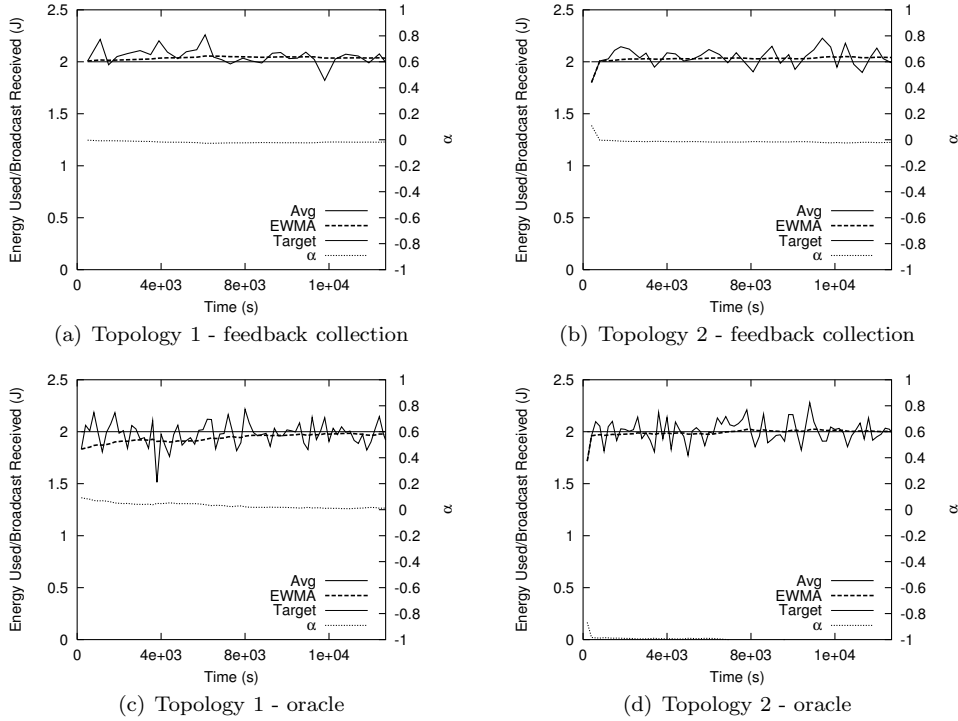 2.5
2
1.5
1
0.5
0
Energy Used/Broadcast Received (J)
1
0.8
0.6
0.4
0.2
0
-0.2
-0.4
-0.6
-0.8
-1
α
Avg
EWMA
Target
α
0 4e+03 8e+03 1e+04
Time (s)
(a) Topology 1 - feedback collection
2.5
2
1.5
1
0.5
0
Energy Used/Broadcast Received (J)
1
0.8
0.6
0.4
0.2
0
-0.2
-0.4
-0.6
-0.8
-1
α
Avg
EWMA
Target
α
0 4e+03 8e+03 1e+04
Time (s)
(b) Topology 2 - feedback collection
2.5
2
1.5
1
0.5
0
Energy Used/Broadcast Received (J)
1
0.8
0.6
0.4
0.2
0
-0.2
-0.4
-0.6
-0.8
-1
α
Avg
EWMA
Target
α
0 4e+03 8e+03 1e+04
Time (s)
(c) Topology 1 - oracle
2.5
2
1.5
1
0.5
0
Energy Used/Broadcast Received (J)
1
0.8
0.6
0.4
0.2
0
-0.2
-0.4
-0.6
-0.8
-1
α
Avg
EWMA
Target
α
0 4e+03 8e+03 1e+04
Time (s)
(d) Topology 2 - oracle